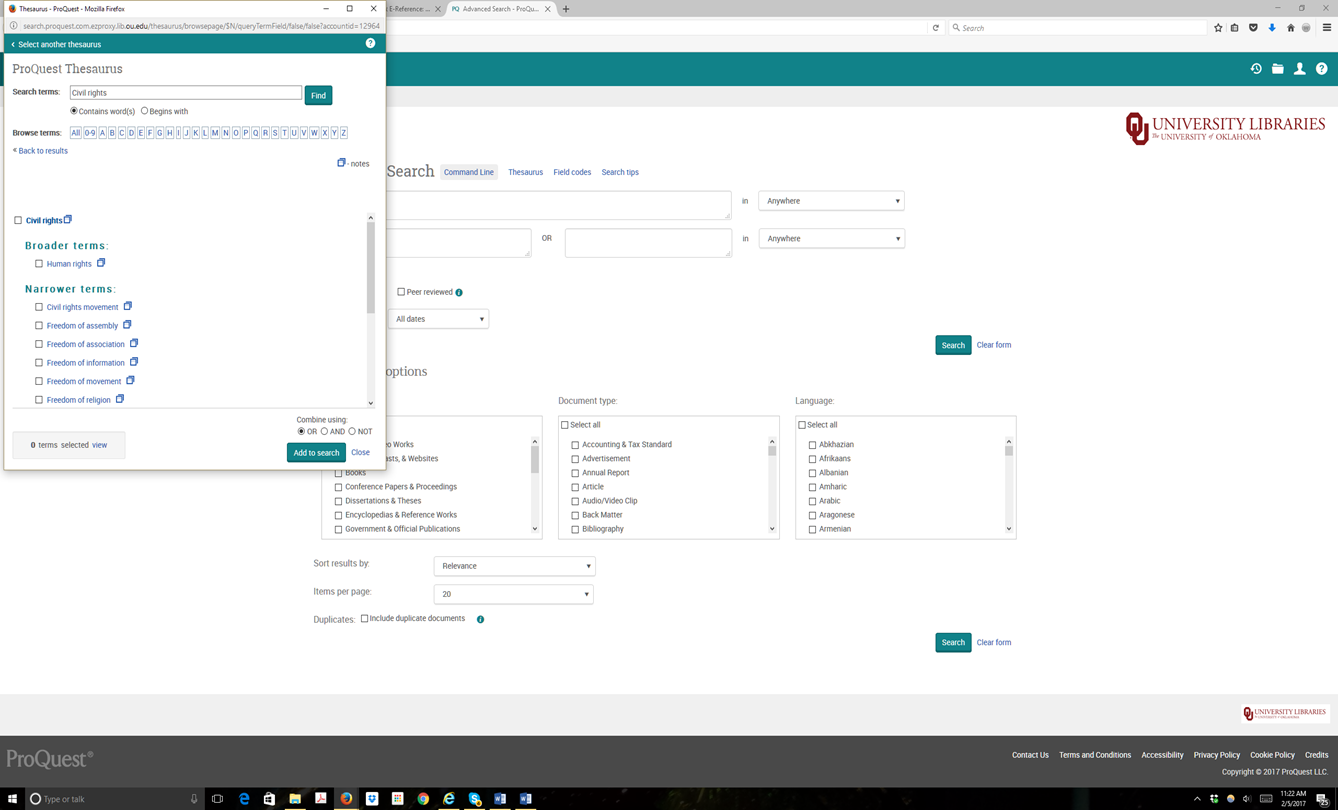 Thesaurus - ProQuest - Mozilla Firefox
search.proquest.com.ezproxy.lib.ou.edu/thesaurus/browsepage/$N/queryTermField/false/false?accountid=12964
Select another thesaurus
ProQuest Thesaurus
Search terms: Civil rights Find
Contains word(s) Begins with
Browse terms: All 0-9 A B C D E F G H I J K L M N O P Q R S T U V W X Y Z
Back to results
- notes
Civil rights
Broader terms:
Human rights
Narrower terms:
Civil rights movement
Freedom of assembly
Freedom of association
Freedom of information
Freedom of movement
Freedom of religion
Combine using:
OR AND NOT
0 terms selected view
Add to search Close
E-Reference: ...
PQ Advanced Search - ProQu...
Search
UNIVERSITY LIBRARIES
The UNIVERSITY of OKLAHOMA
Search Command Line Thesaurus Field codes Search tips
in Anywhere
OR in Anywhere
Peer reviewed
All dates
Search Clear form
options
Document type: Language:
Select all
Select all
eo Works
asts, & Websites
Books
Conference Papers & Proceedings
Dissertations & Theses
Encyclopedias & Reference Works
Government & Official Publications
Accounting & Tax Standard
Advertisement
Annual Report
Article
Audio/Video Clip
Back Matter
Bibliography
Abkhazian
Afrikaans
Albanian
Amharic
Arabic
Aragonese
Armenian
Sort results by: Relevance
Items per page: 20
Duplicates: Include duplicate documents
Search Clear form
UNIVERSITY LIBRARIES
ProQuest®
Contact Us Terms and Conditions Accessibility Privacy Policy Cookie Policy Credits
Copyright © 2017 ProQuest LLC.
Type or talk
11:22 AM
2/5/2017